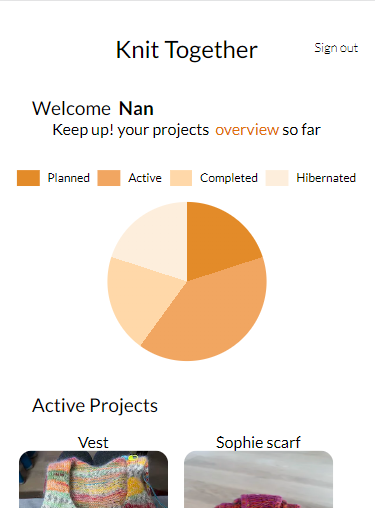 Knit Together
Sign out
Welcome Nan
Keep up! your projects overview so far
Planned Active Completed Hibernated
Active Projects
Vest Sophie scarf